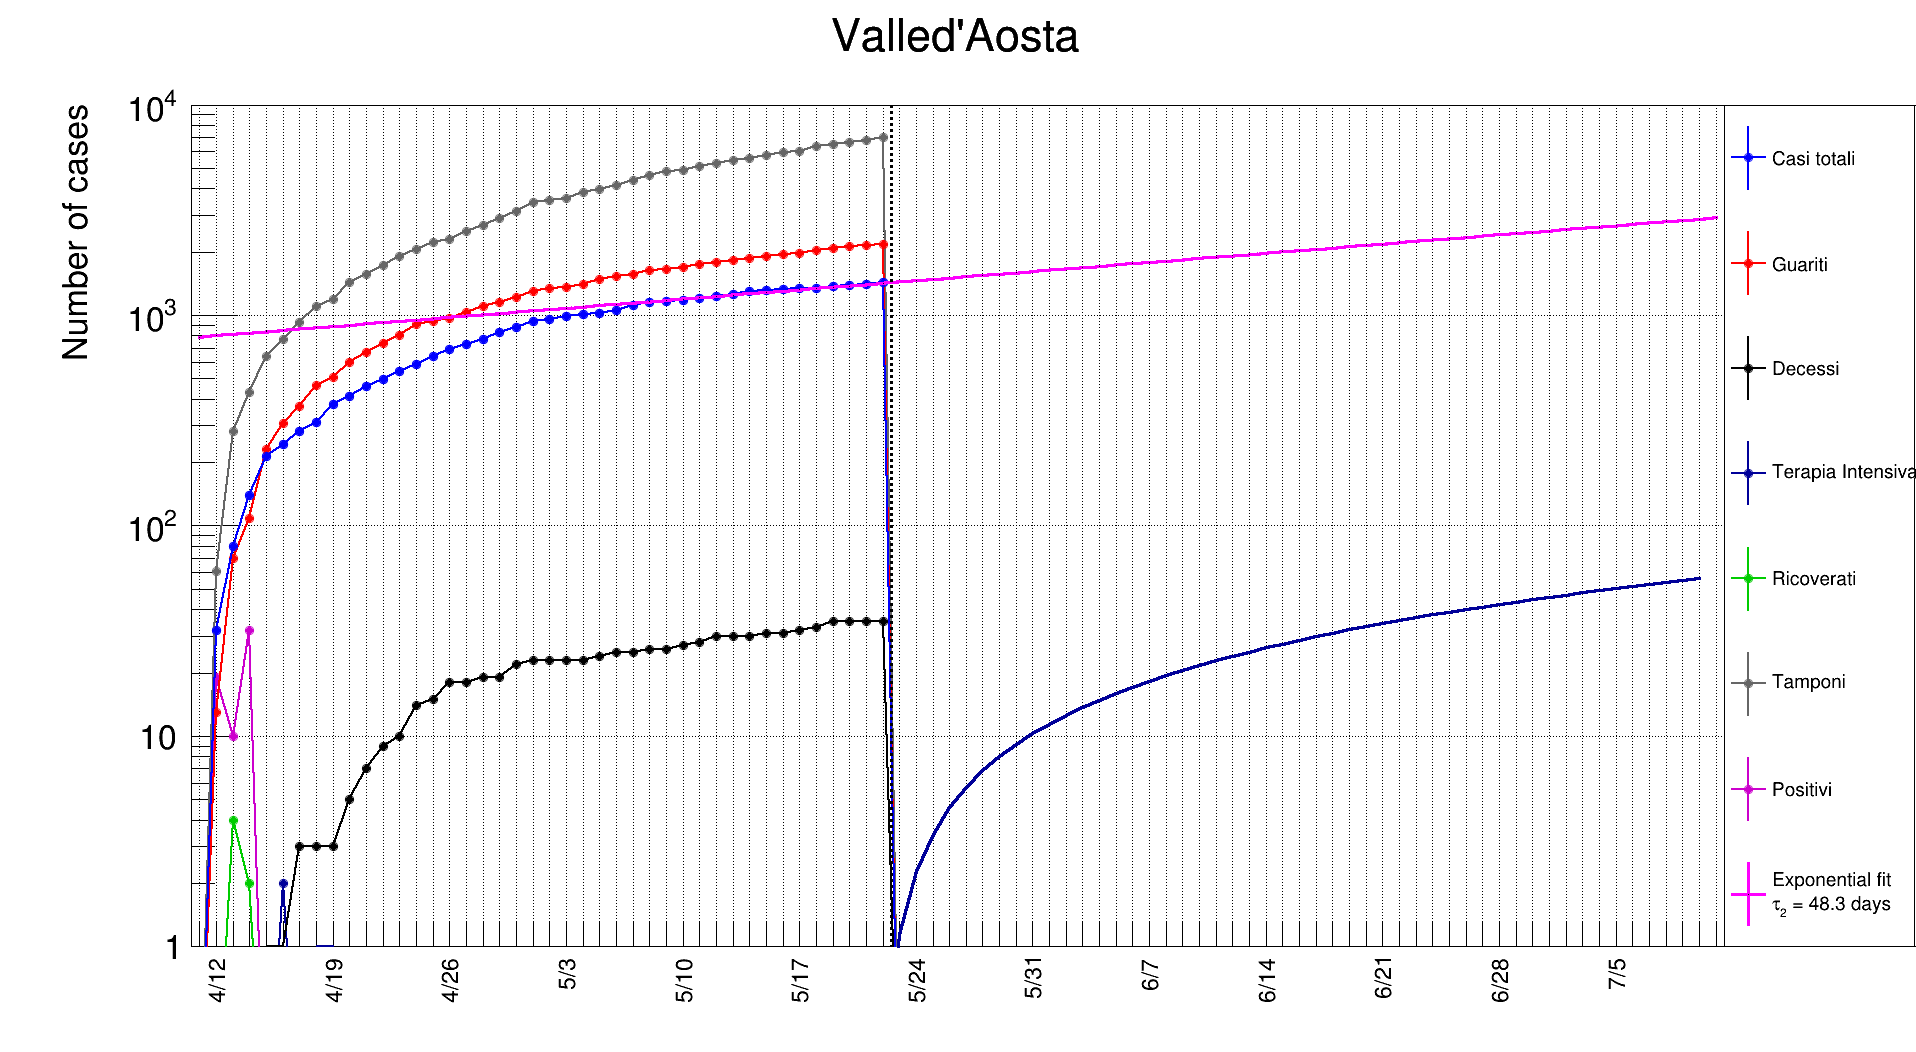 Valled'Aosta
Number of cases
10^4
10^3
10^2
10
1
4/12
4/19
4/26
5/3
5/10
5/17
5/24
5/31
6/7
6/14
6/21
6/28
7/5
Casi totali
Guariti
Decessi
Terapia Intensiva
Ricoverati
Tamponi
Positivi
Exponential fit
τ_2 = 48.3 days